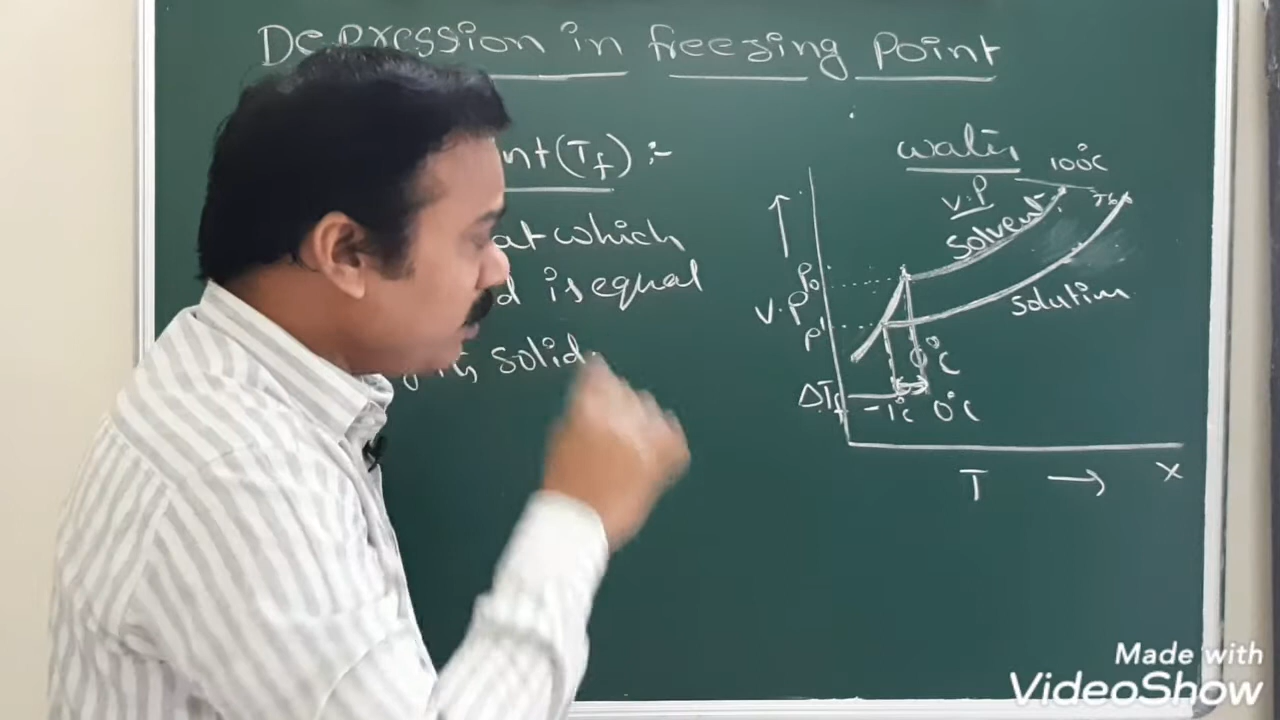 Depression in freezing Point
nt (Tf) :-
at which
d is equal
solid
water
100°C
V.P
Solvent
Solution
P₀
V.P
P'
0°C
ΔTf
-1°C 0°C
T → X
Made with
VideoShow